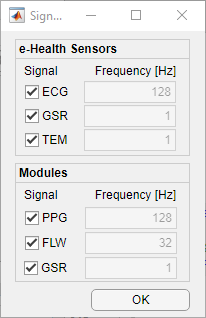 Sign...
e-Health Sensors
Signal Frequency [Hz]
ECG 128
GSR 1
TEM 1
Modules
Signal Frequency [Hz]
PPG 128
FLW 32
GSR 1
OK